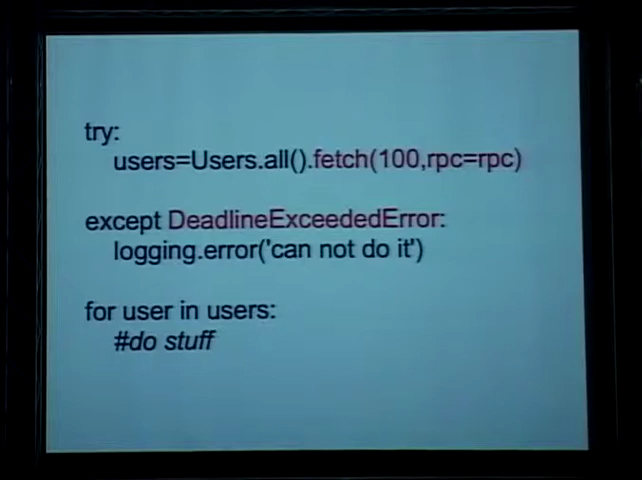 try:
users=Users.all().fetch(100,rpc=rpc)
except DeadlineExceededError:
logging.error('can not do it')
for user in users:
#do stuff